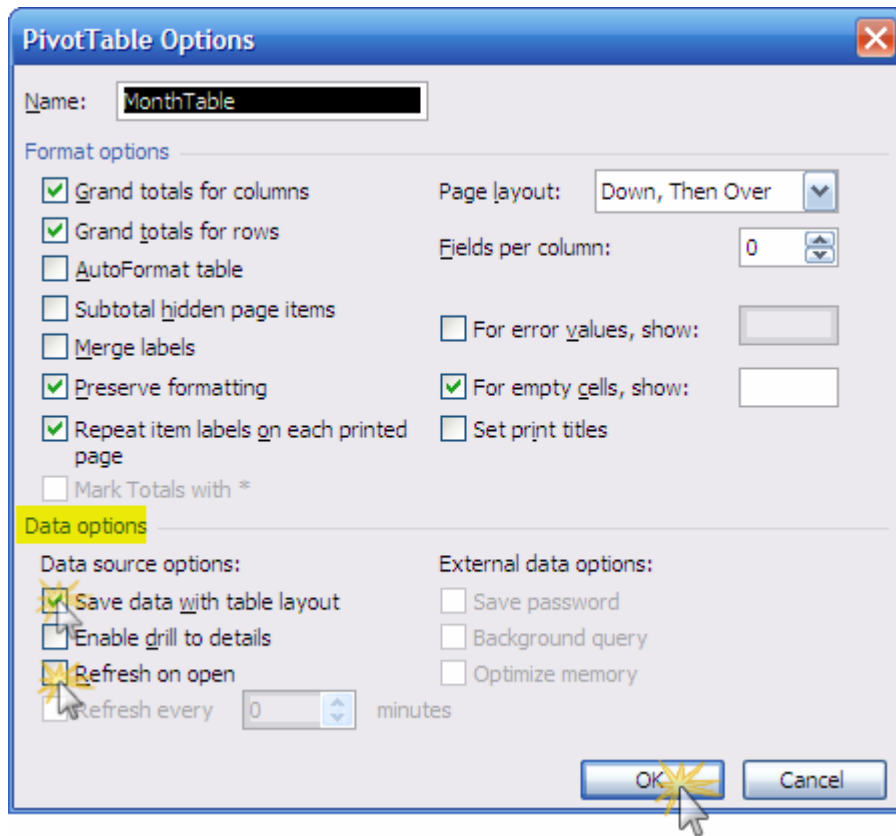 PivotTable Options
Name: MonthTable
Format options
Grand totals for columns
Page layout: Down, Then Over
Grand totals for rows
Fields per column: 0
AutoFormat table
Subtotal hidden page items
For error values, show:
Merge labels
Preserve formatting
For empty cells, show:
Repeat item labels on each printed
page
Set print titles
Mark Totals with *
Data options
Data source options:
External data options:
Save data with table layout
Save password
Enable drill to details
Background query
Refresh on open
Optimize memory
Refresh every 0 minutes
OK
Cancel